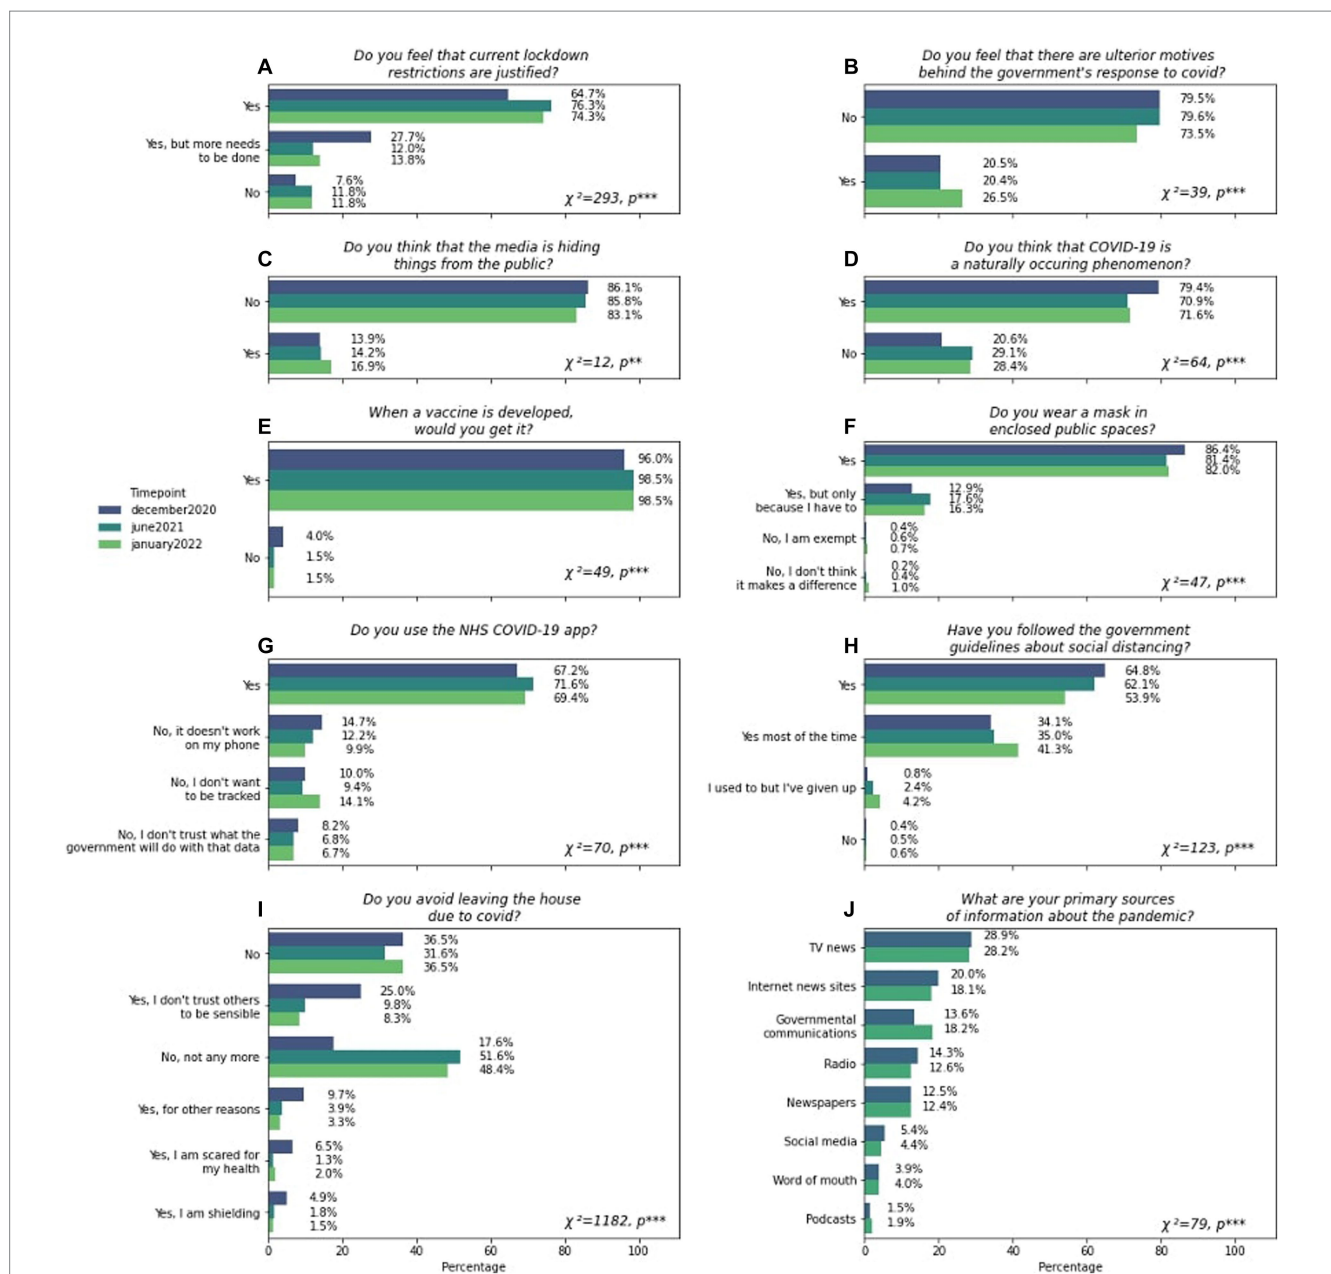 A
Do you feel that current lockdown
restrictions are justified?
Yes
64.7%
76.3%
74.3%
Yes, but more needs
to be done
27.7%
12.0%
13.8%
No
7.6%
11.8%
11.8%
χ²=293, p***
B
Do you feel that there are ulterior motives
behind the government's response to covid?
No
79.5%
79.6%
73.5%
Yes
20.5%
20.4%
26.5%
χ²=39, p***
C
Do you think that the media is hiding
things from the public?
No
86.1%
85.8%
83.1%
Yes
13.9%
14.2%
16.9%
χ²=12, p**
D
Do you think that COVID-19 is
a naturally occuring phenomenon?
Yes
79.4%
70.9%
71.6%
No
20.6%
29.1%
28.4%
χ²=64, p***
Timepoint
december2020
june2021
january2022
E
When a vaccine is developed,
would you get it?
Yes
96.0%
98.5%
98.5%
No
4.0%
1.5%
1.5%
χ²=49, p***
F
Do you wear a mask in
enclosed public spaces?
Yes
86.4%
81.4%
82.0%
Yes, but only
because I have to
12.9%
17.6%
16.3%
No, I am exempt
0.4%
0.6%
0.7%
No, I don't think
it makes a difference
0.2%
0.4%
1.0%
χ²=47, p***
G
Do you use the NHS COVID-19 app?
Yes
67.2%
71.6%
69.4%
No, it doesn't work
on my phone
14.7%
12.2%
9.9%
No, I don't want
to be tracked
10.0%
9.4%
14.1%
No, I don't trust what the
government will do with that data
8.2%
6.8%
6.7%
χ²=70, p***
H
Have you followed the government
guidelines about social distancing?
Yes
64.8%
62.1%
53.9%
Yes most of the time
34.1%
35.0%
41.3%
I used to but I've given up
0.8%
2.4%
4.2%
No
0.4%
0.5%
0.6%
χ²=123, p***
I
Do you avoid leaving the house
due to covid?
No
36.5%
31.6%
36.5%
Yes, I don't trust others
to be sensible
25.0%
9.8%
8.3%
No, not any more
17.6%
51.6%
48.4%
Yes, for other reasons
9.7%
3.9%
3.3%
Yes, I am scared for
my health
6.5%
1.3%
2.0%
Yes, I am shielding
4.9%
1.8%
1.5%
χ²=1182, p***
0 20 40 60 80 100
Percentage
J
What are your primary sources
of information about the pandemic?
TV news
28.9%
28.2%
Internet news sites
20.0%
18.1%
Governmental
communications
13.6%
18.2%
Radio
14.3%
12.6%
Newspapers
12.5%
12.4%
Social media
5.4%
4.4%
Word of mouth
3.9%
4.0%
Podcasts
1.5%
1.9%
χ²=79, p***
0 20 40 60 80 100
Percentage